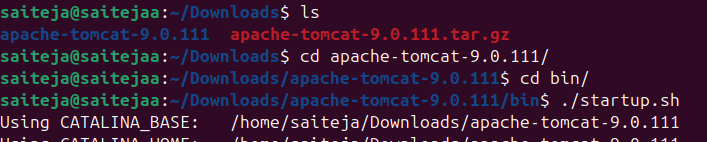 saiteja@saitejaa:~/Downloads$ ls
apache-tomcat-9.0.111  apache-tomcat-9.0.111.tar.gz
saiteja@saitejaa:~/Downloads$ cd apache-tomcat-9.0.111/
saiteja@saitejaa:~/Downloads/apache-tomcat-9.0.111$ cd bin/
saiteja@saitejaa:~/Downloads/apache-tomcat-9.0.111/bin$ ./startup.sh
Using CATALINA_BASE:   /home/saiteja/Downloads/apache-tomcat-9.0.111
Using CATALINA_HOME:   /home/saiteja/Downloads/apache-tomcat-9.0.111